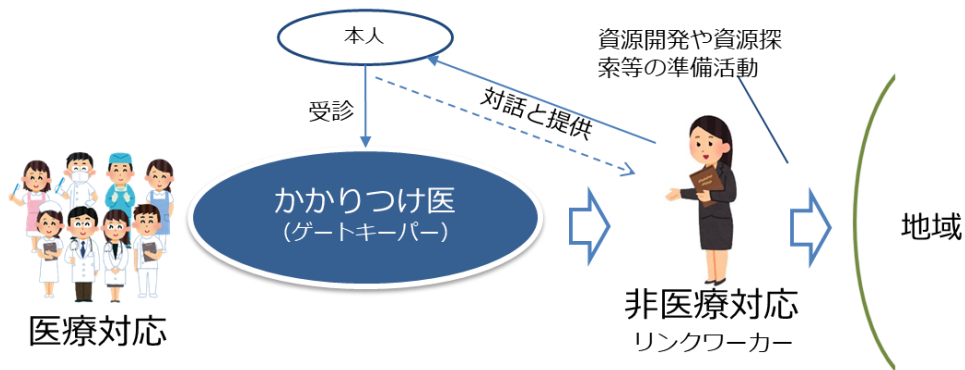 本人
資源開発や資源探
索等の準備活動
受診
対話と提供
かかりつけ医
（ゲートキーパー）
地域
医療対応
非医療対応
リンクワーカー